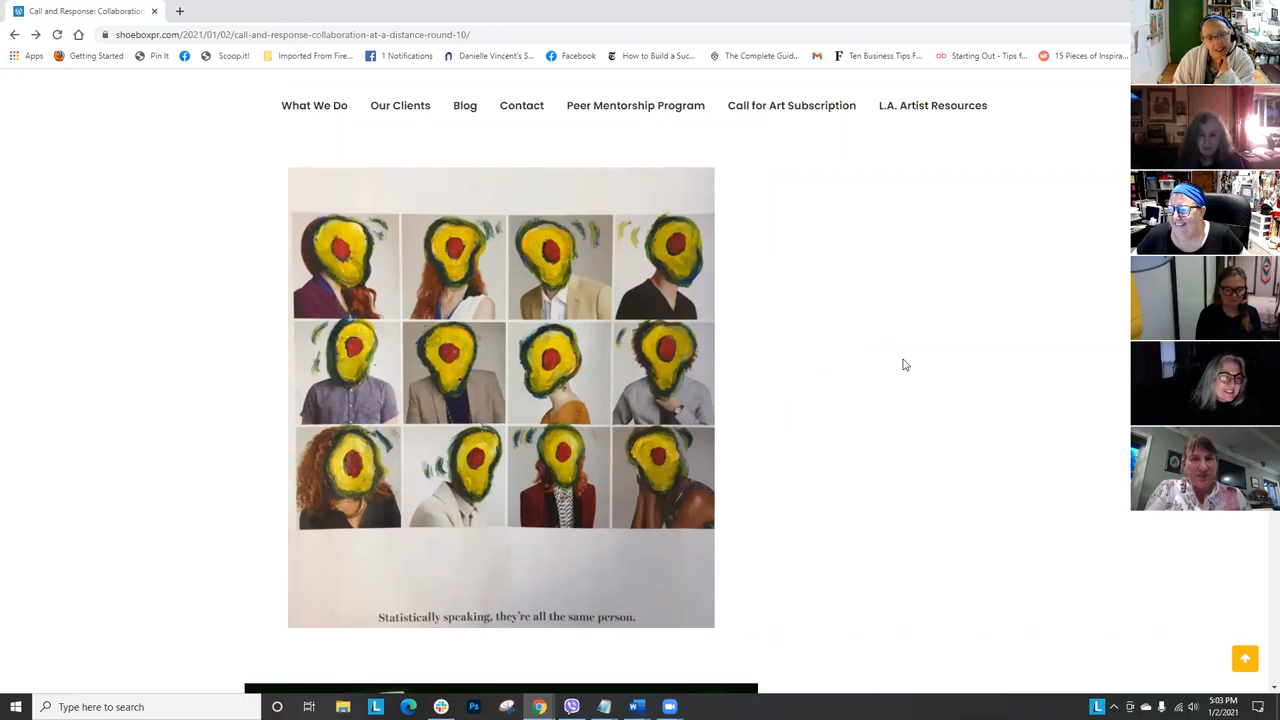 Call and Response: Collaboration
shoeboxpr.com/2021/01/02/call-and-response-collaboration-at-a-distance-round-10/
Apps Getting Started Pin It Scoop.it! Imported From Fire... 1 Notifications Danielle Vincent's S... Facebook How to Build a Suc... The Complete Guid... Ten Business Tips F... Starting Out - Tips f... 15 Pieces of Inspira...
What We Do Our Clients Blog Contact Peer Mentorship Program Call for Art Subscription L.A. Artist Resources
Statistically speaking, they're all the same person.
Type here to search
5:03 PM
1/2/2021